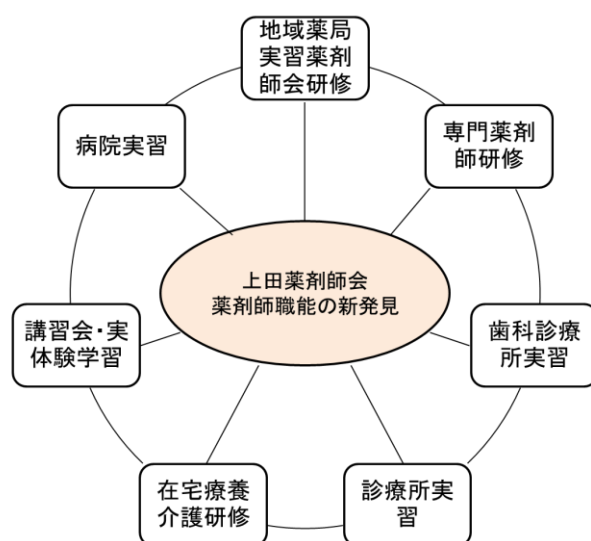 地域薬局
実習薬剤
師会研修
専門薬剤
師研修
歯科診療
所実習
診療所実
習
在宅療養
介護研修
講習会・実
体験学習
病院実習
上田薬剤師会
薬剤師職能の新発見